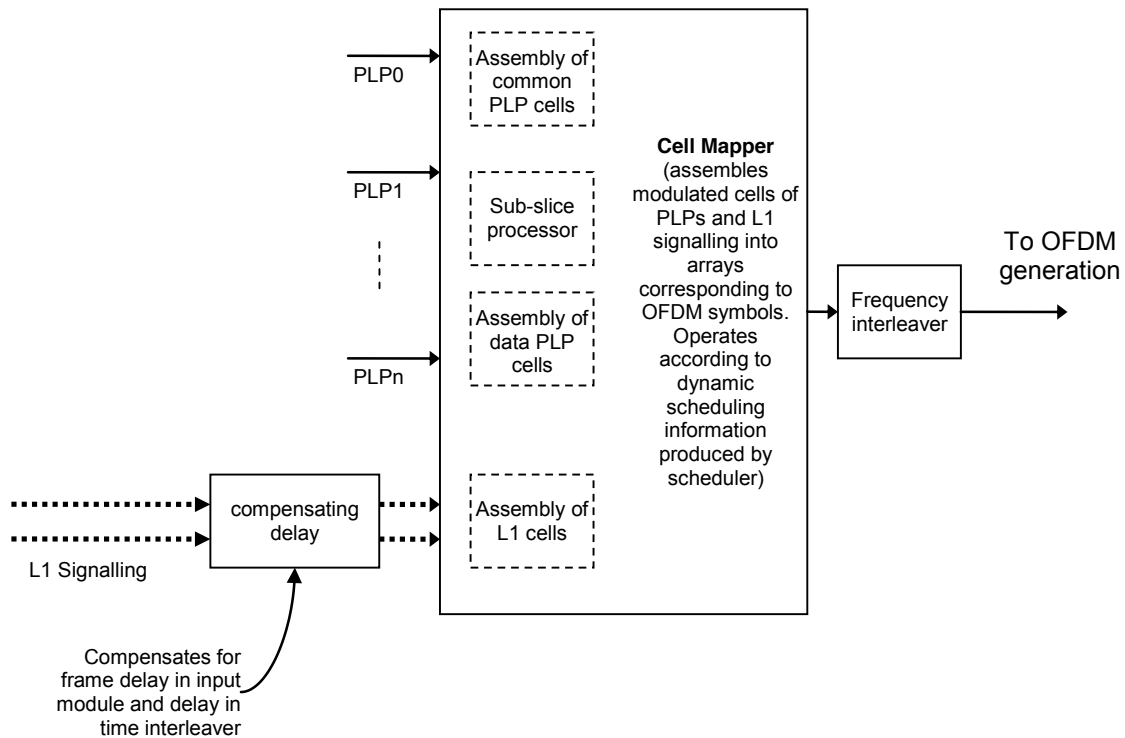 PLP0
PLP1
PLPn
Assembly of
common
PLP cells
Sub-slice
processor
Assembly of
data PLP
cells
Assembly of
L1 cells
Cell Mapper
(assembles
modulated cells of
PLPs and L1
signalling into
arrays
corresponding to
OFDM symbols.
Operates
according to
dynamic
scheduling
information
produced by
scheduler)
Frequency
interleaver
To OFDM
generation
compensating
delay
L1 Signalling
Compensates for
frame delay in input
module and delay in
time interleaver